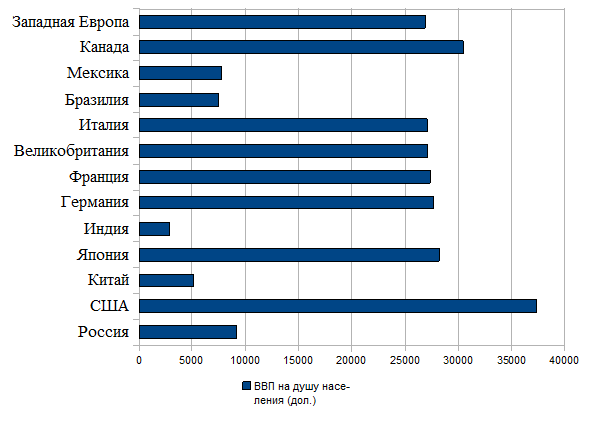 Западная Европа
Канада
Мексика
Бразилия
Италия
Великобритания
Франция
Германия
Индия
Япония
Китай
США
Россия
0 5000 10000 15000 20000 25000 30000 35000 40000
ВВП на душу насе-
ления (дол.)